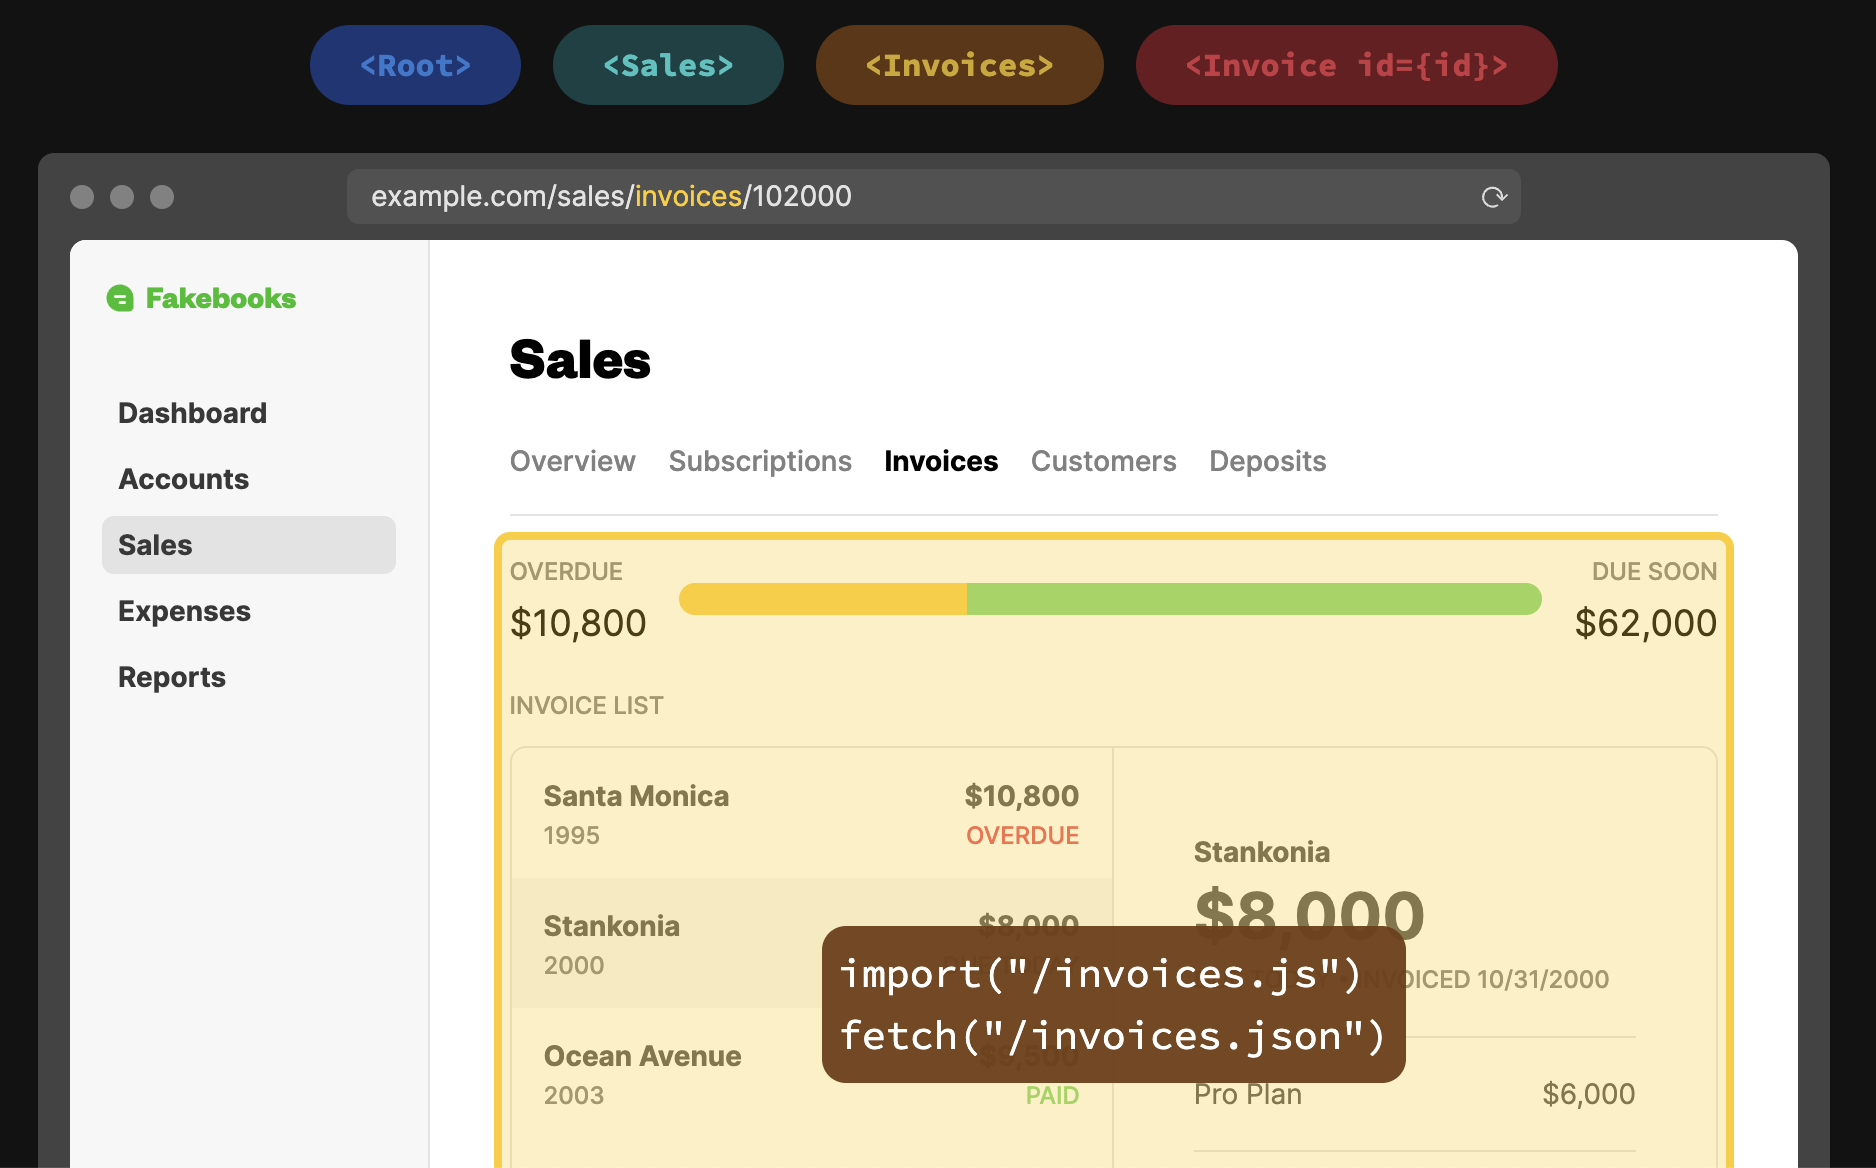 <Root> <Sales> <Invoices> <Invoice id={id}>
example.com/sales/invoices/102000
Fakebooks
Dashboard
Accounts
Sales
Expenses
Reports
Sales
Overview Subscriptions Invoices Customers Deposits
OVERDUE
$10,800
DUE SOON
$62,000
INVOICE LIST
Santa Monica $10,800
1995 OVERDUE
Stankonia $8,000
2000
Ocean Avenue $9,500
2003 PAID
Stankonia
$8,000
INVOICED 10/31/2000
Pro Plan $6,000
import("/invoices.js")
fetch("/invoices.json")